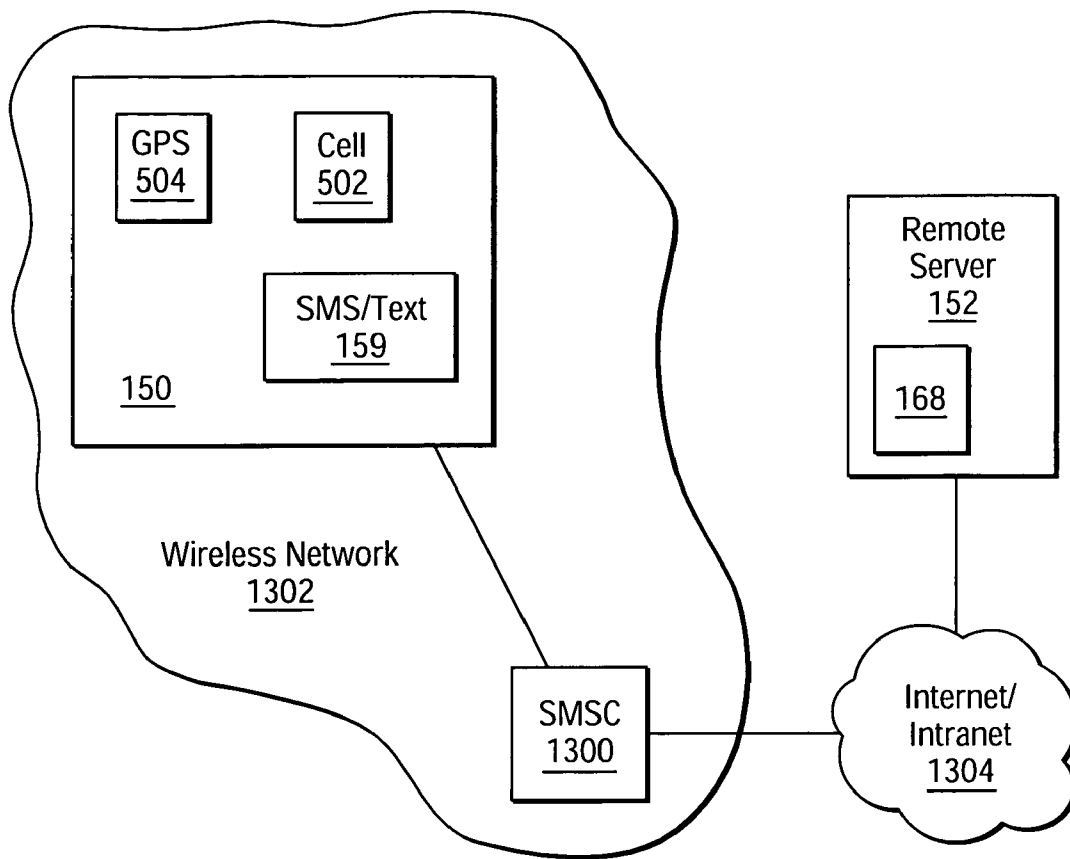 GPS
504
Cell
502
SMS/Text
159
150
Remote
Server
152
168
Wireless Network
1302
SMSC
1300
Internet/
Intranet
1304